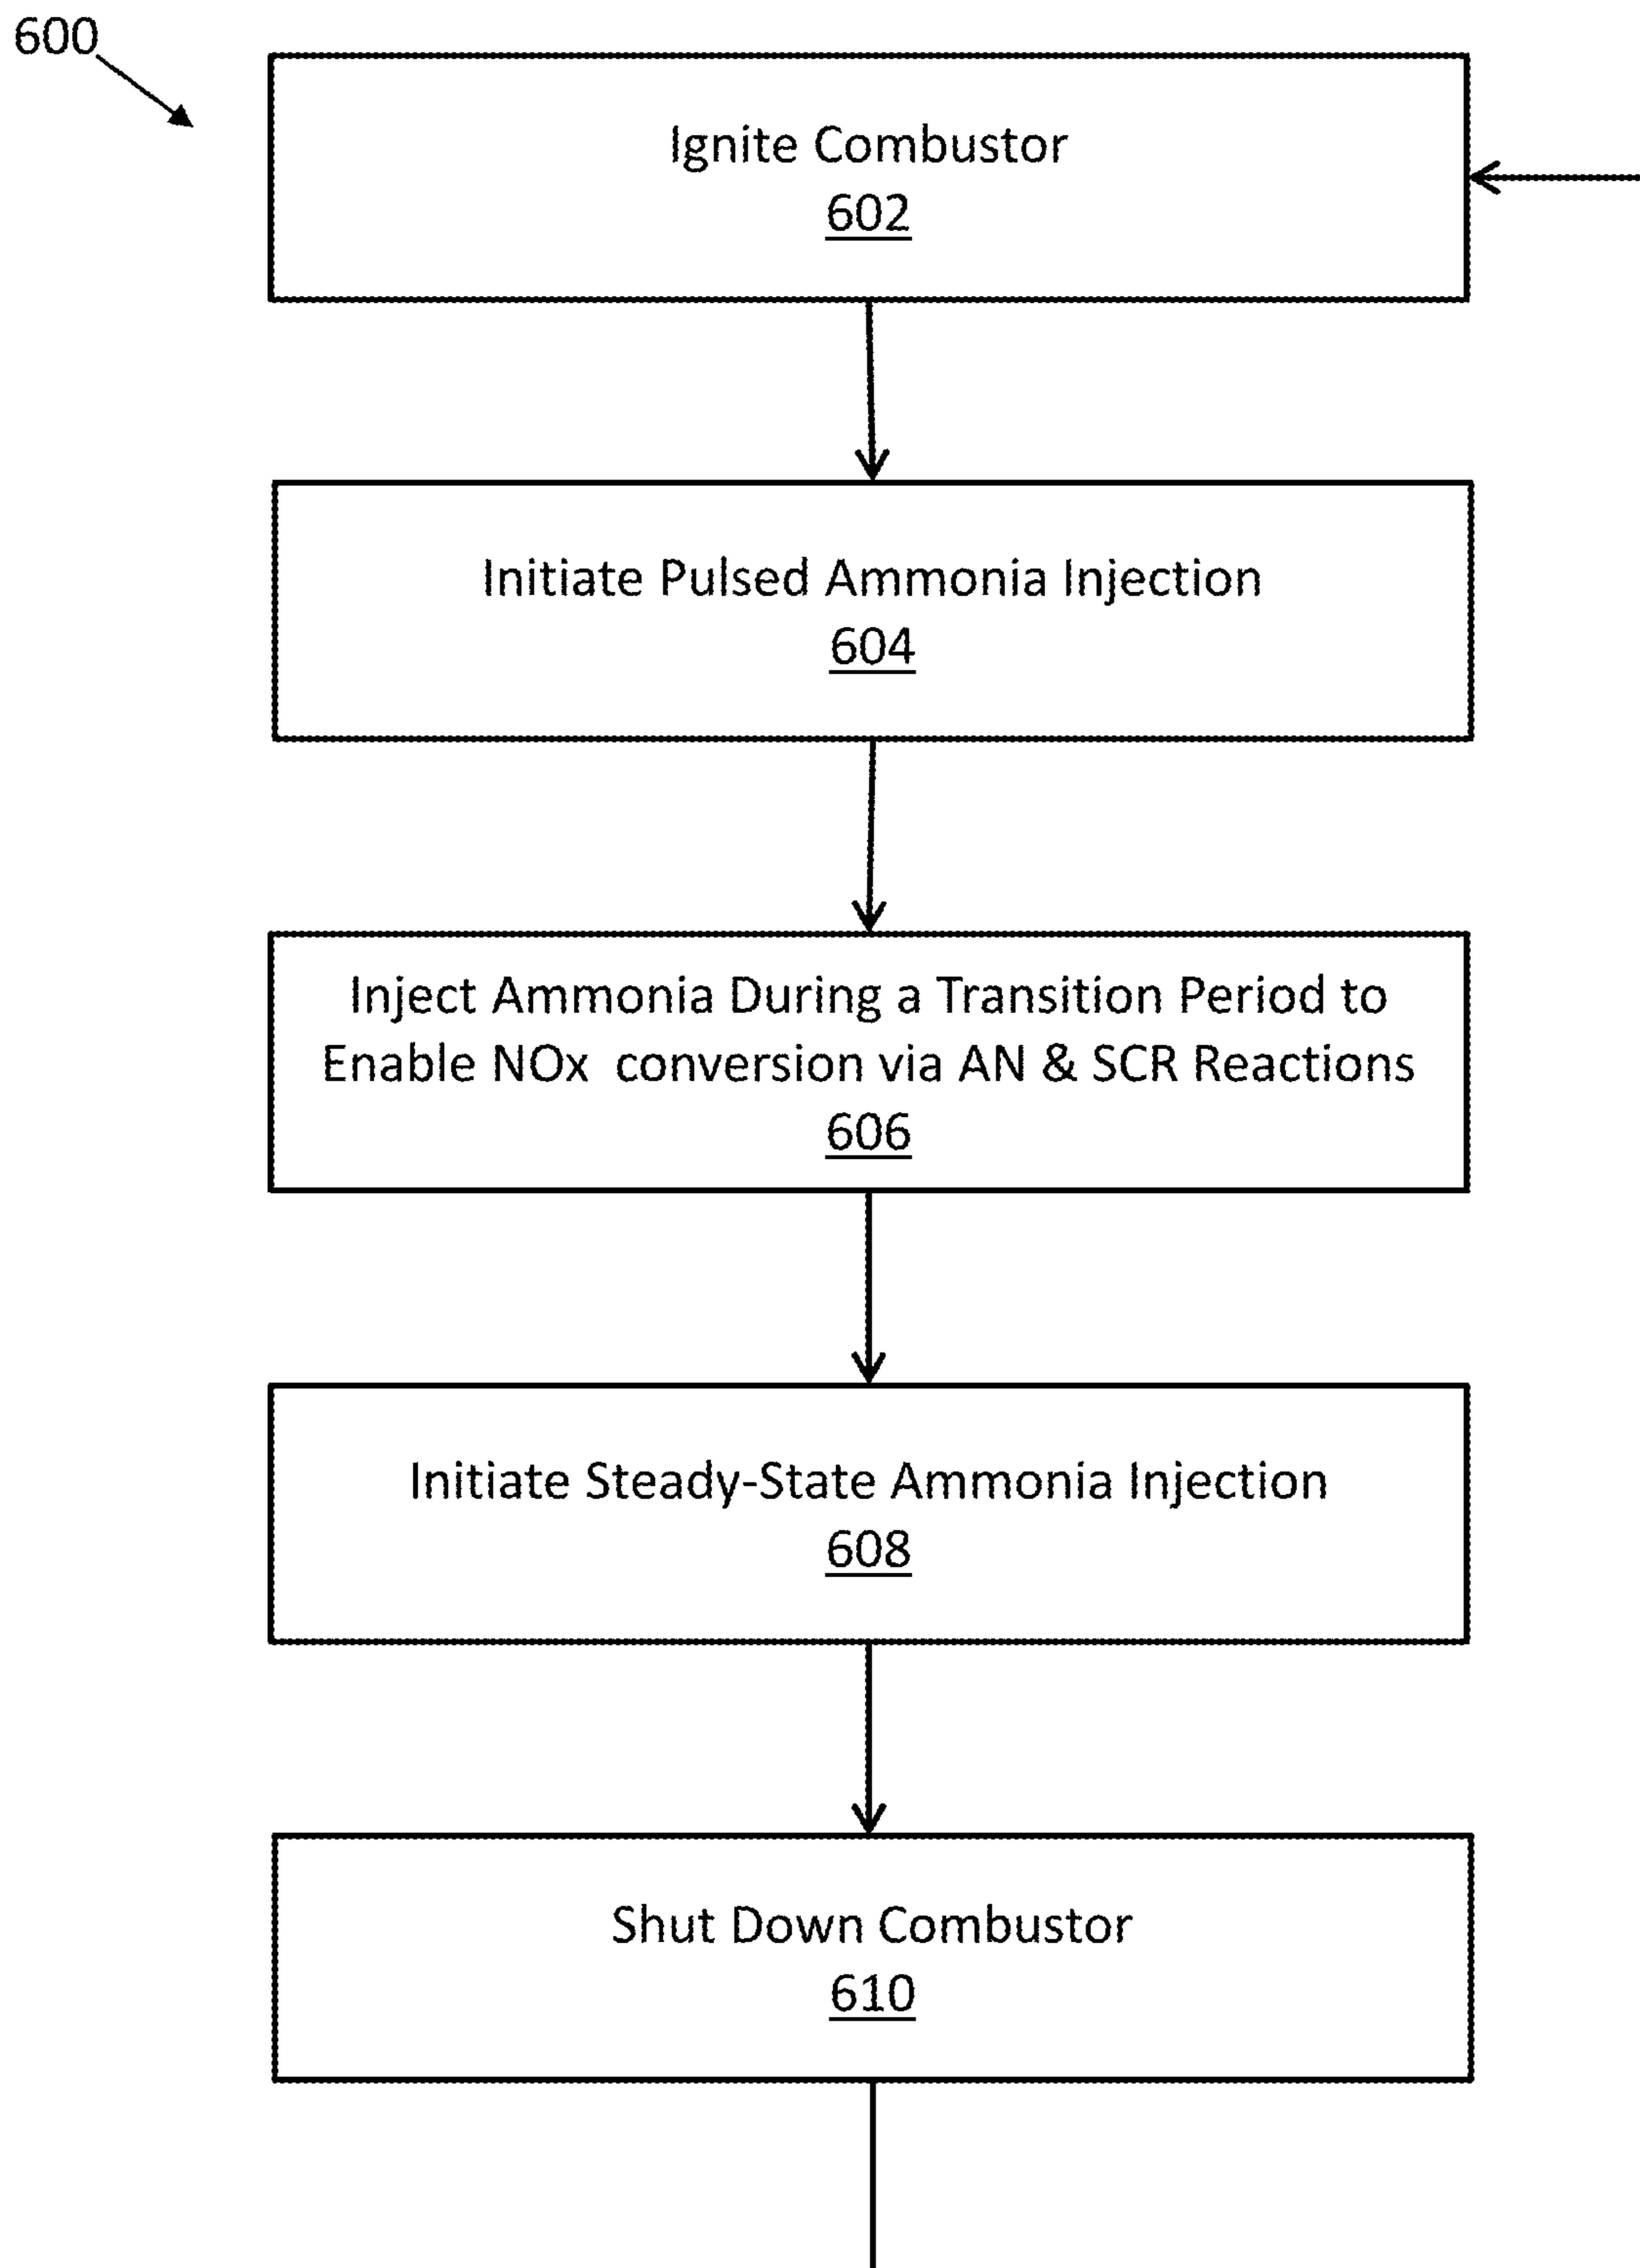 600
Ignite Combustor
602
Initiate Pulsed Ammonia Injection
604
Inject Ammonia During a Transition Period to
Enable NOx  conversion via AN & SCR Reactions
606
Initiate Steady-State Ammonia Injection
608
Shut Down Combustor
610